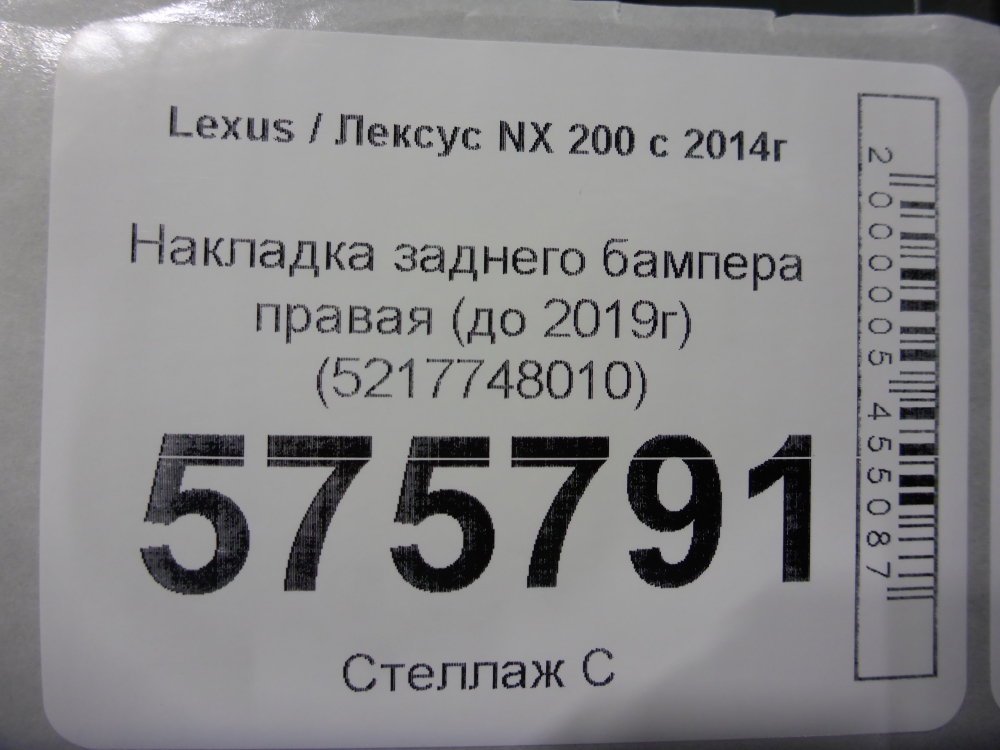 Lexus / Лексус NX 200 с 2014г
Накладка заднего бампера
правая (до 2019г)
(5217748010)
575791
Стеллаж С
2000005455087